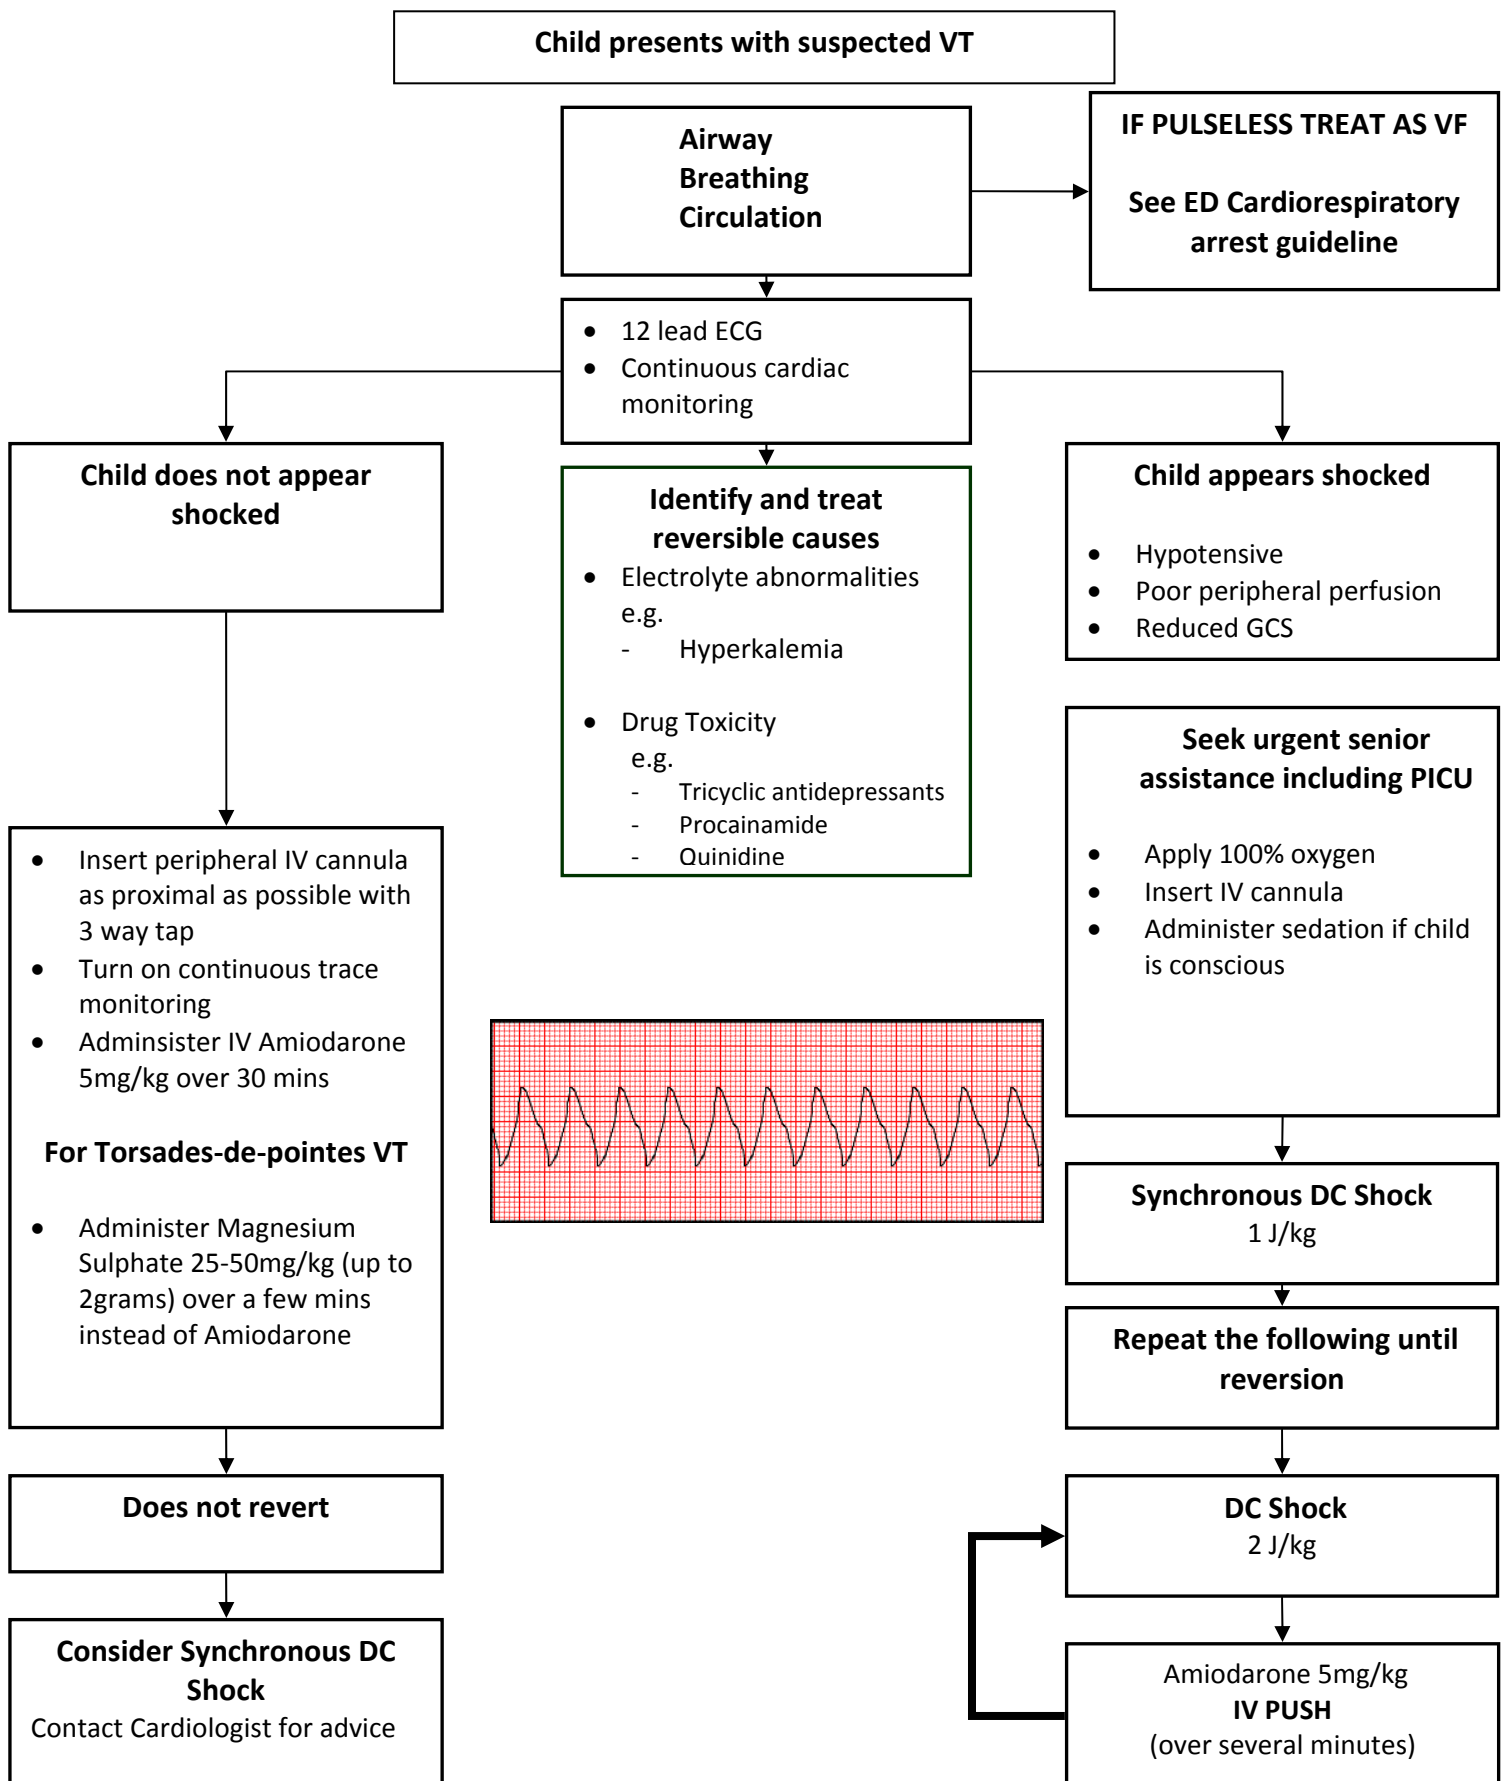 Child presents with suspected VT
Airway
Breathing
Circulation
IF PULSELESS TREAT AS VF
See ED Cardiorespiratory
arrest guideline
• 12 lead ECG
• Continuous cardiac
monitoring
Child does not appear
shocked
Identify and treat
reversible causes
• Electrolyte abnormalities
e.g.
- Hyperkalemia
• Drug Toxicity
e.g.
- Tricyclic antidepressants
- Procainamide
- Quinidine
Child appears shocked
• Hypotensive
• Poor peripheral perfusion
• Reduced GCS
Seek urgent senior
assistance including PICU
• Apply 100% oxygen
• Insert IV cannula
• Administer sedation if child
is conscious
• Insert peripheral IV cannula
as proximal as possible with
3 way tap
• Turn on continuous trace
monitoring
• Adminsister IV Amiodarone
5mg/kg over 30 mins
For Torsades-de-pointes VT
• Administer Magnesium
Sulphate 25-50mg/kg (up to
2grams) over a few mins
instead of Amiodarone
Synchronous DC Shock
1 J/kg
Repeat the following until
reversion
Does not revert
DC Shock
2 J/kg
Consider Synchronous DC
Shock
Contact Cardiologist for advice
Amiodarone 5mg/kg
IV PUSH
(over several minutes)